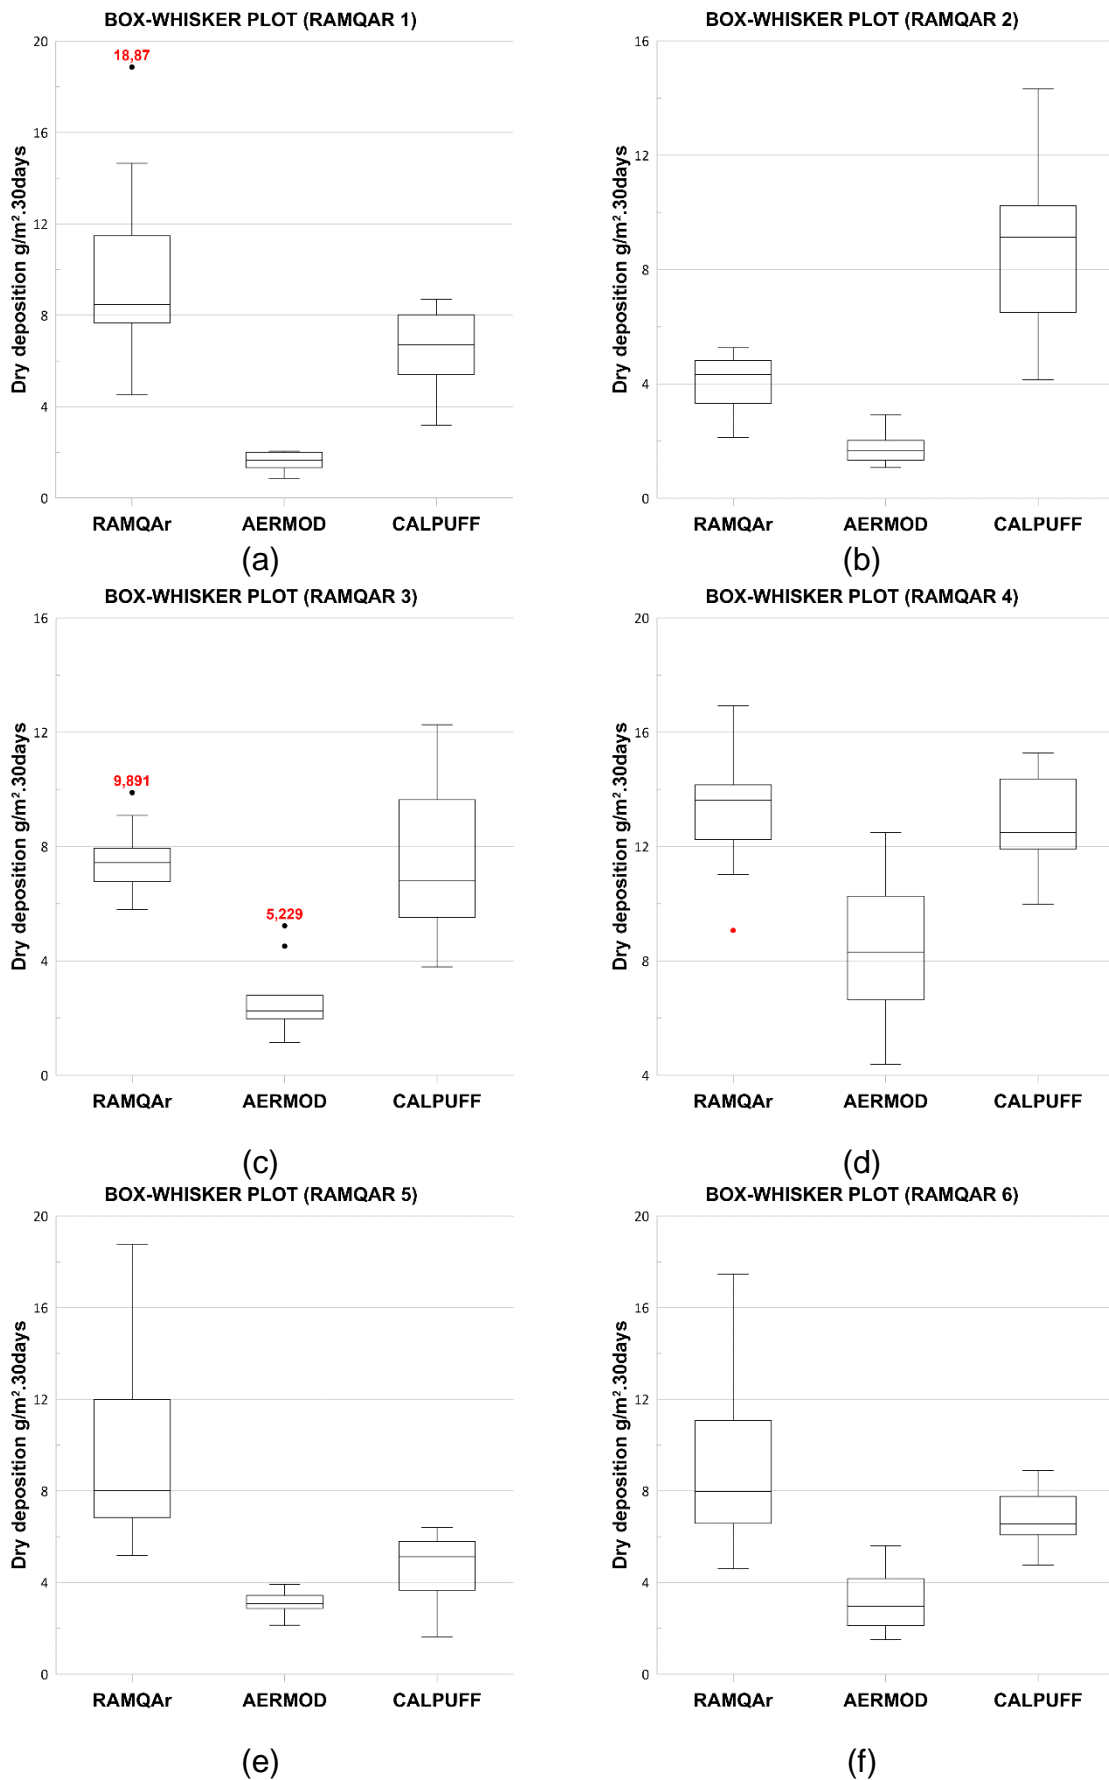 BOX-WHISKER PLOT (RAMQAR 1)
Dry deposition g/m².30days
20
16
12
8
4
0
18,87
RAMQAr AERMOD CALPUFF
(a)
BOX-WHISKER PLOT (RAMQAR 2)
Dry deposition g/m².30days
16
12
8
4
0
RAMQAr AERMOD CALPUFF
(b)
BOX-WHISKER PLOT (RAMQAR 3)
Dry deposition g/m².30days
16
12
8
4
0
9,891
5,229
RAMQAr AERMOD CALPUFF
(c)
BOX-WHISKER PLOT (RAMQAR 4)
Dry deposition g/m².30days
20
16
12
8
4
RAMQAr AERMOD CALPUFF
(d)
BOX-WHISKER PLOT (RAMQAR 5)
Dry deposition g/m².30days
20
16
12
8
4
0
RAMQAr AERMOD CALPUFF
(e)
BOX-WHISKER PLOT (RAMQAR 6)
Dry deposition g/m².30days
20
16
12
8
4
0
RAMQAr AERMOD CALPUFF
(f)